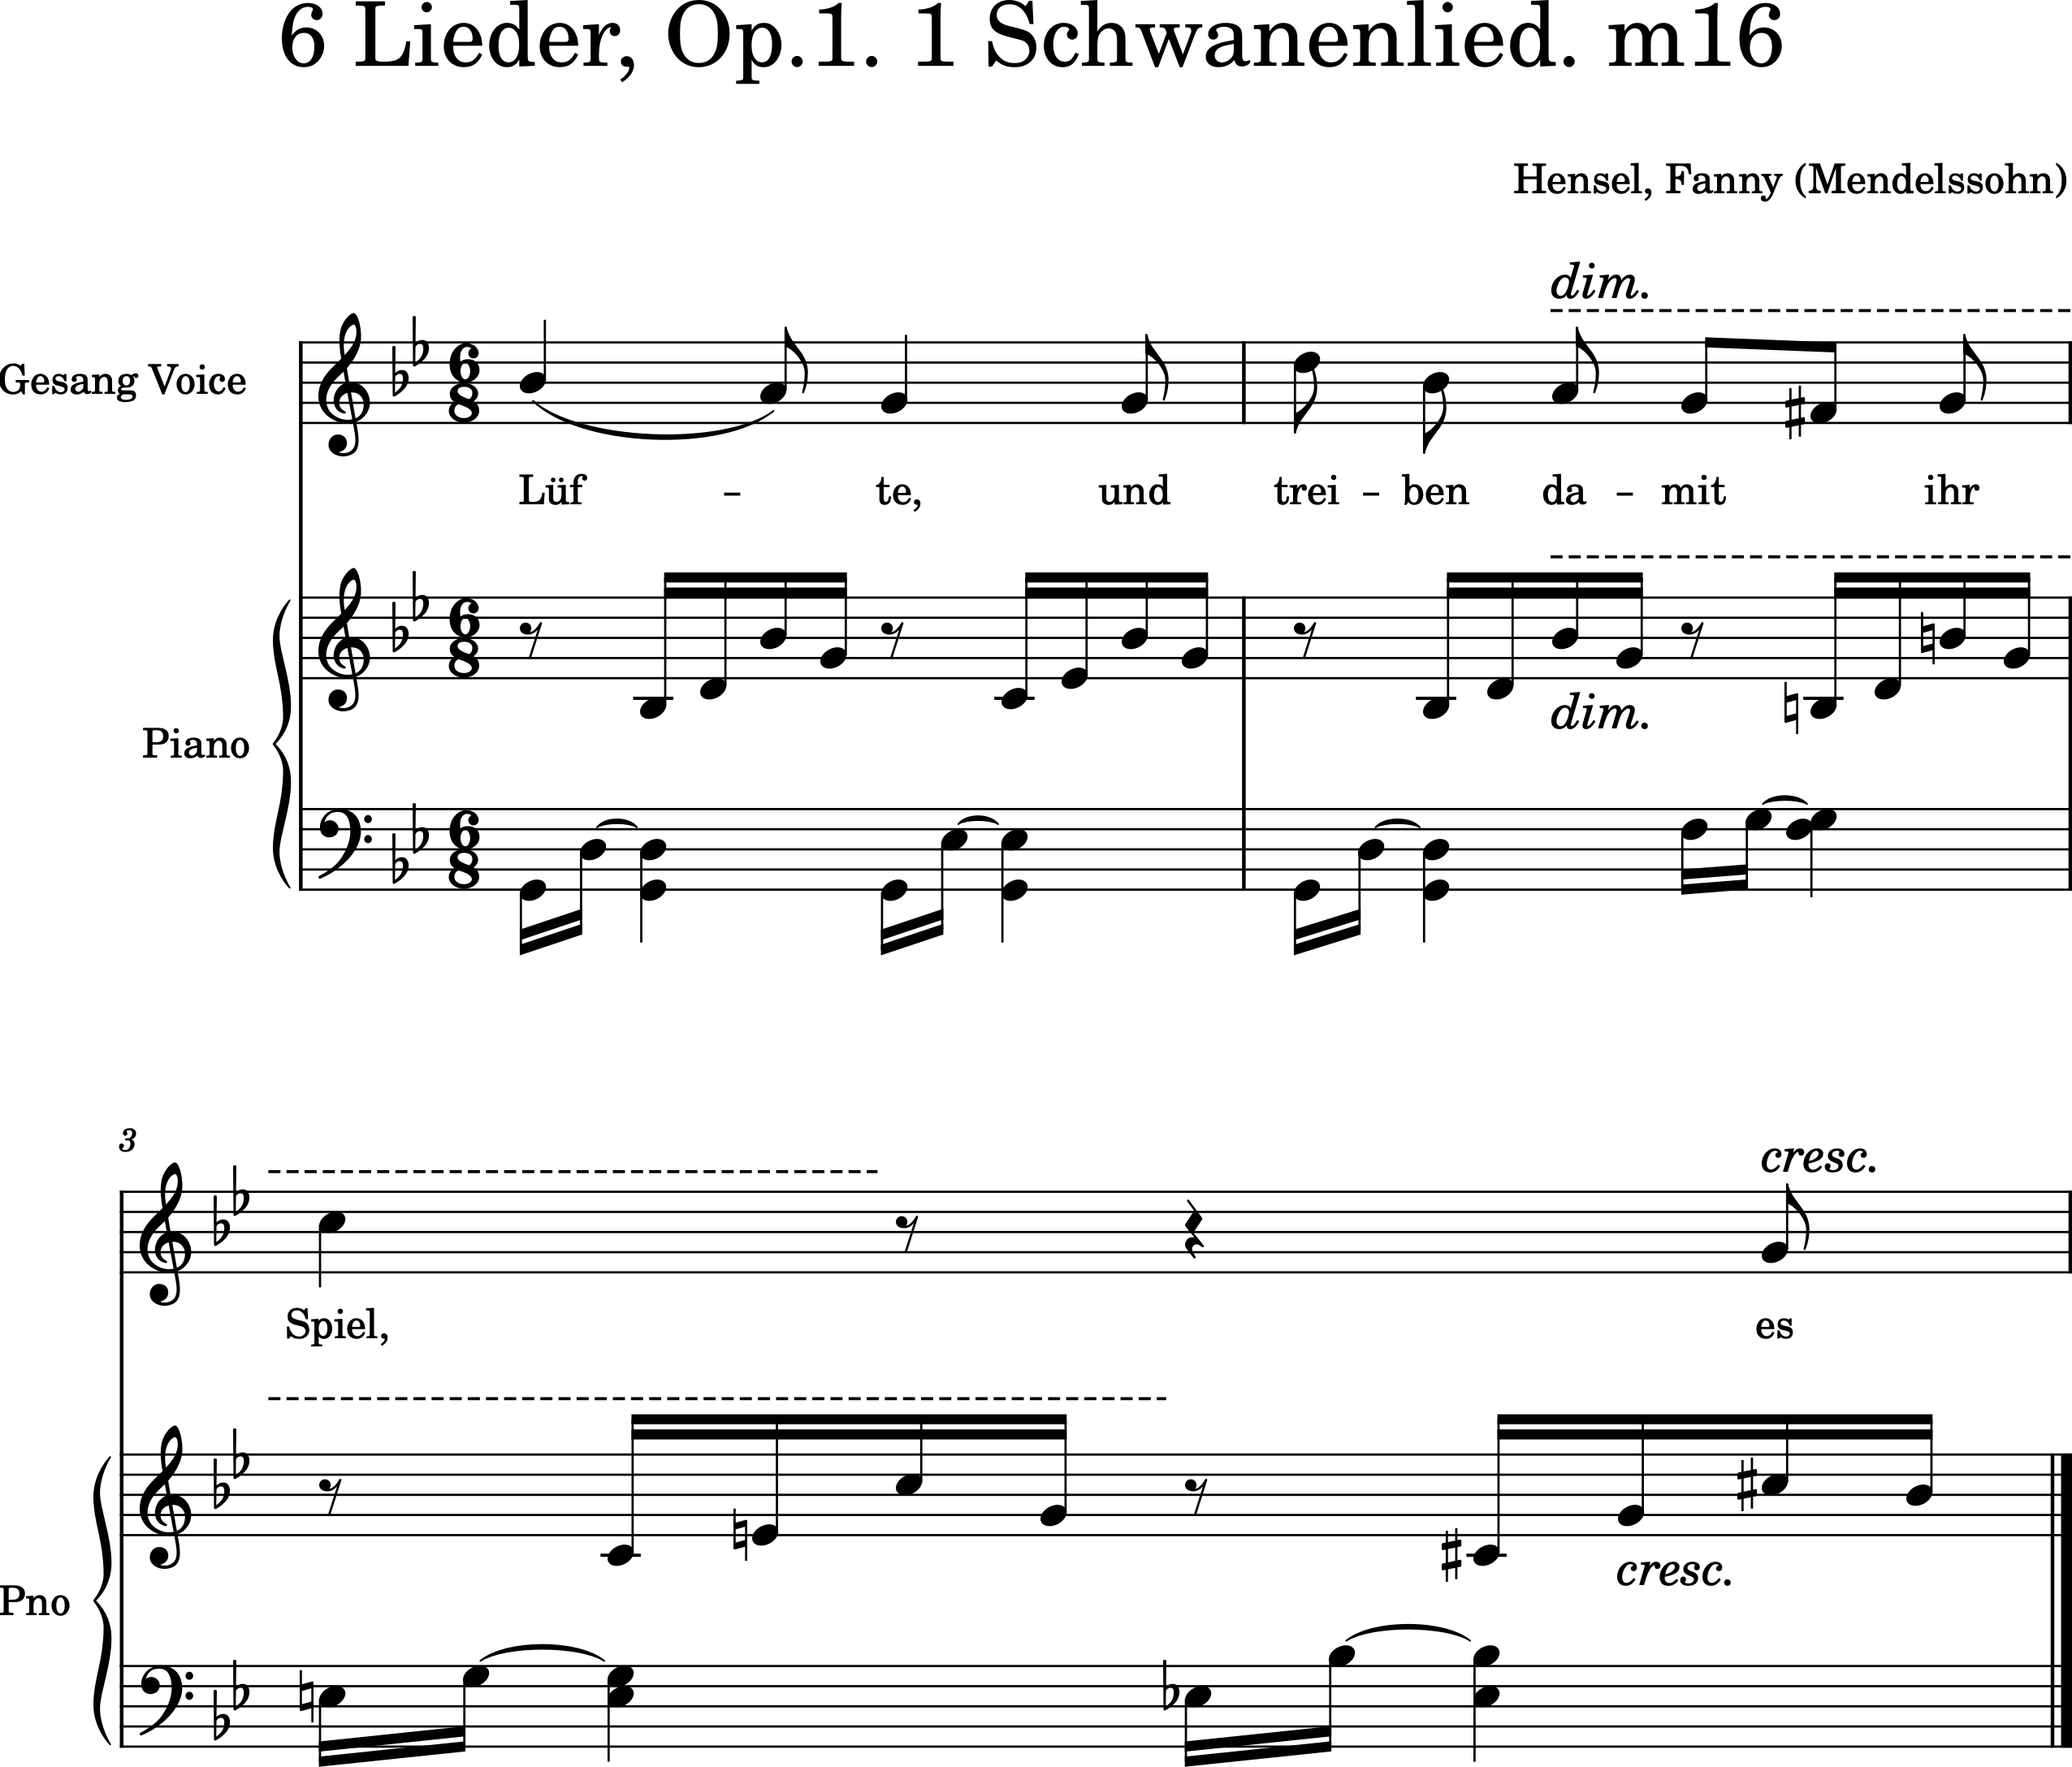 6 Lieder, Op.1. 1 Schwanenlied. m16
Hensel, Fanny (Mendelssohn)
dim.
Gesang Voice
Lüf – te, und trei – ben da – mit ihr
dim.
Piano
3
cresc.
Spiel, es
cresc.
Pno